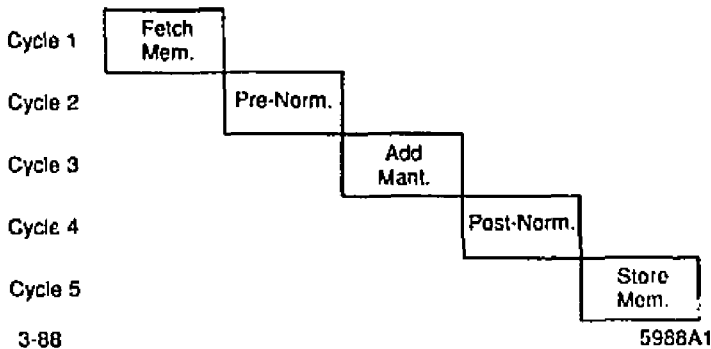 Cycle 1
Fetch
Mem.
Cycle 2
Pre-Norm.
Cycle 3
Add
Mant.
Cycle 4
Post-Norm.
Cycle 5
Store
Mem.
3-88
5988A1